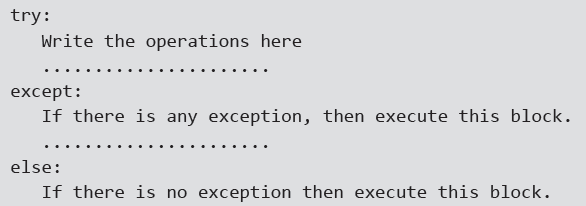 try:
   Write the operations here
   ......................
except:
   If there is any exception, then execute this block.
   ......................
else:
   If there is no exception then execute this block.